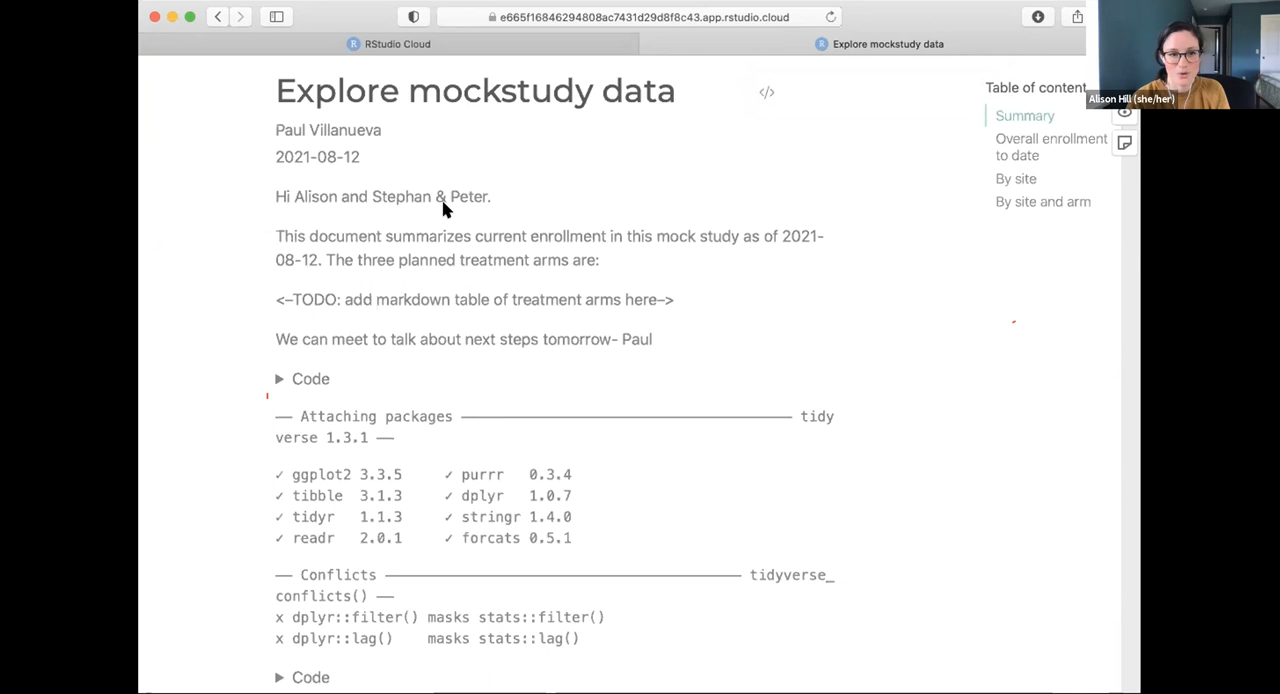 e665f16846294808ac7431d29d8f8c43.app.rstudio.cloud
RStudio Cloud
Explore mockstudy data
Alison Hill (she/her)
Explore mockstudy data
</>
Paul Villanueva
2021-08-12
Hi Alison and Stephan & Peter.
This document summarizes current enrollment in this mock study as of 2021-
08-12. The three planned treatment arms are:
<–TODO: add markdown table of treatment arms here–>
We can meet to talk about next steps tomorrow- Paul
Code
── Attaching packages ─────────────────────────────────────── tidy
verse 1.3.1 ──
✓ ggplot2 3.3.5 ✓ purrr 0.3.4
✓ tibble 3.1.3 ✓ dplyr 1.0.7
✓ tidyr 1.1.3 ✓ stringr 1.4.0
✓ readr 2.0.1 ✓ forcats 0.5.1
── Conflicts ────────────────────────────────────────── tidyverse_
conflicts() ──
x dplyr::filter() masks stats::filter()
x dplyr::lag() masks stats::lag()
Code
Table of content
Summary
Overall enrollment
to date
By site
By site and arm